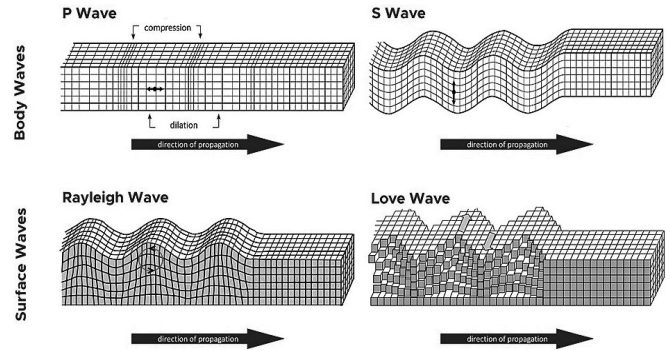 P Wave
compression
dilation
direction of propagation
S Wave
direction of propagation
Body Waves
Rayleigh Wave
direction of propagation
Love Wave
direction of propagation
Surface Waves